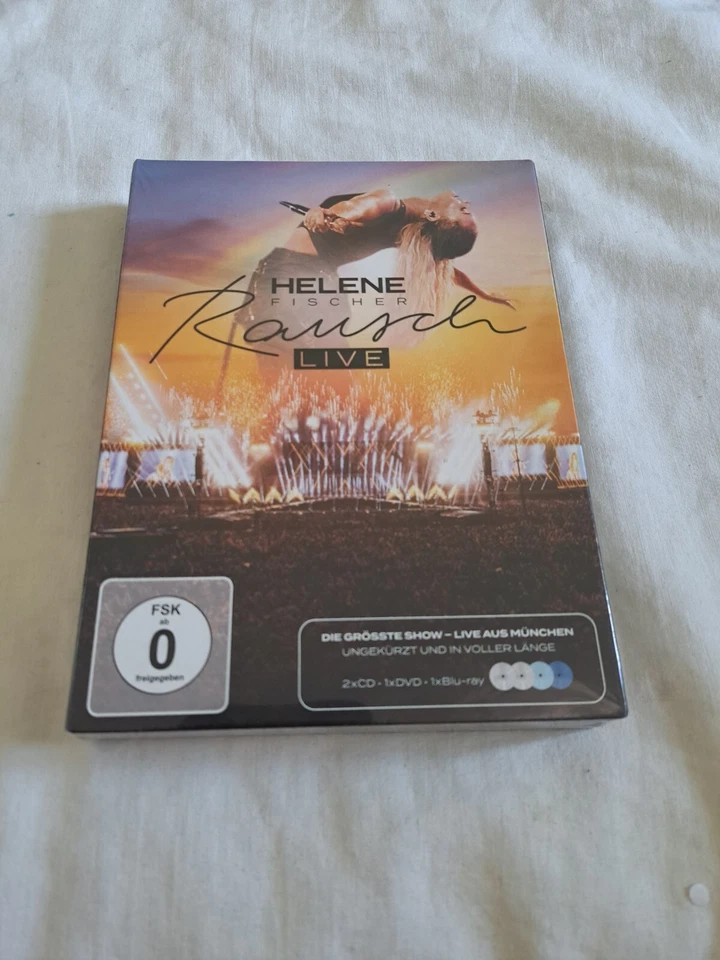 HELENE
FISCHER
Rausch
LIVE
FSK
ab
0
freigegeben
DIE GRÖSSTE SHOW – LIVE AUS MÜNCHEN
UNGEKÜRZT UND IN VOLLER LÄNGE
2xCD • 1xDVD • 1xBlu-ray